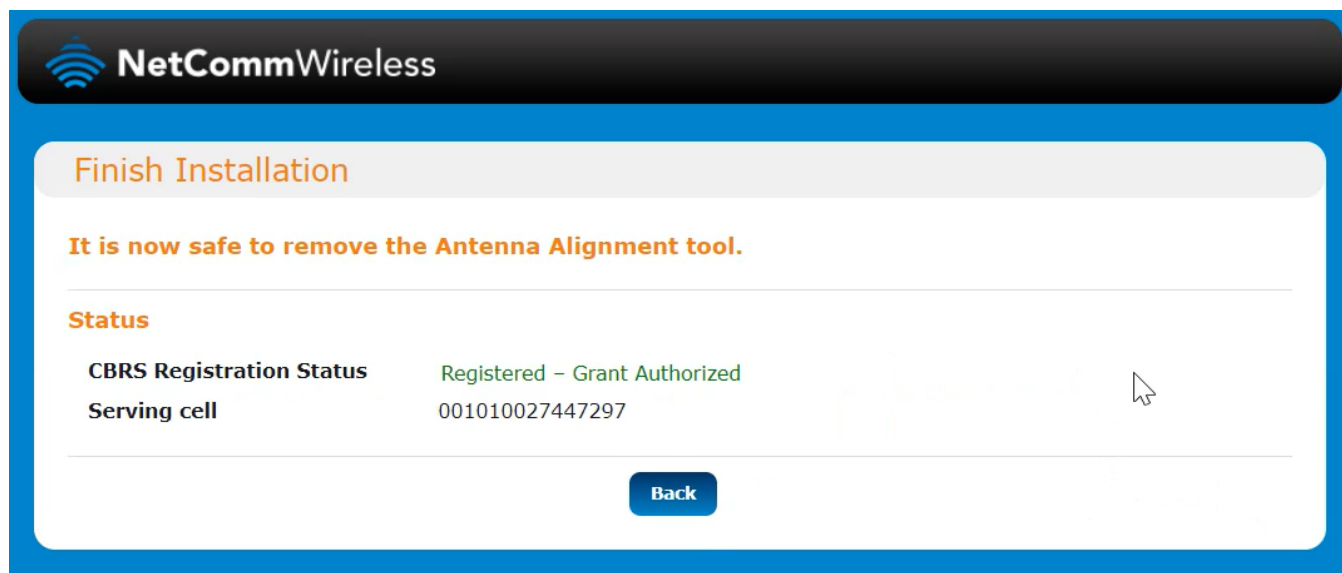 NetCommWireless
Finish Installation
It is now safe to remove the Antenna Alignment tool.
Status
CBRS Registration Status Registered – Grant Authorized
Serving cell 001010027447297
Back